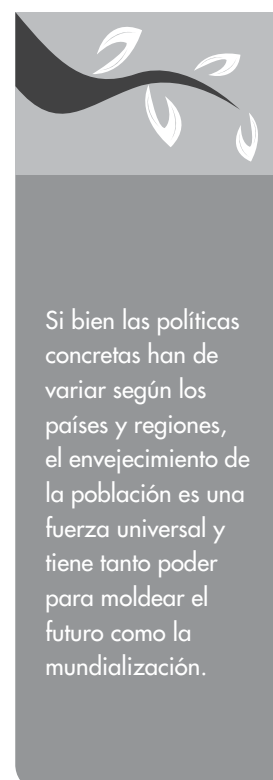 Si bien las políticas
concretas han de
variar según los
países y regiones,
el envejecimiento de
la población es una
fuerza universal y
tiene tanto poder
para moldear el
futuro como la
mundialización.